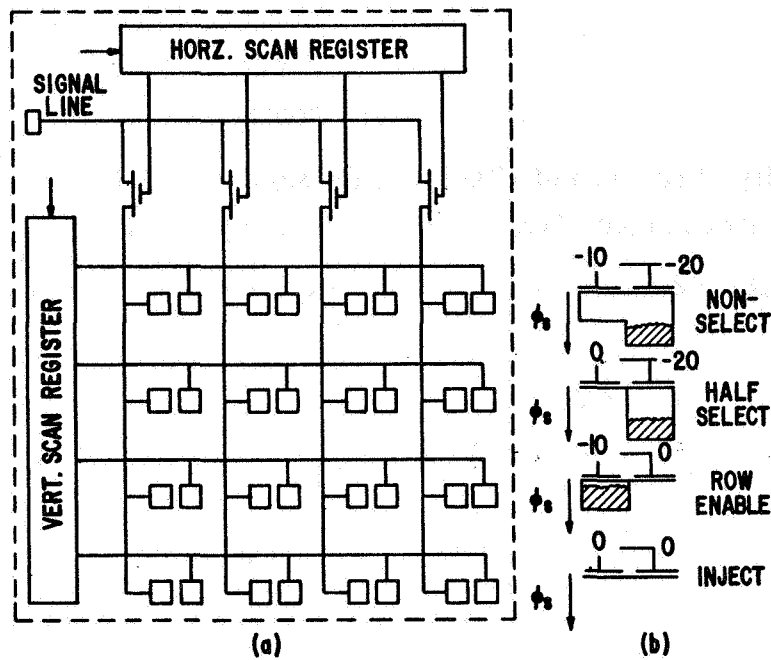 HORZ. SCAN REGISTER
SIGNAL
LINE
VERT. SCAN REGISTER
(a)
-10
-20
ϕs
NON-
SELECT
0
-20
ϕs
HALF
SELECT
-10
0
ϕs
ROW
ENABLE
0
0
ϕs
INJECT
(b)